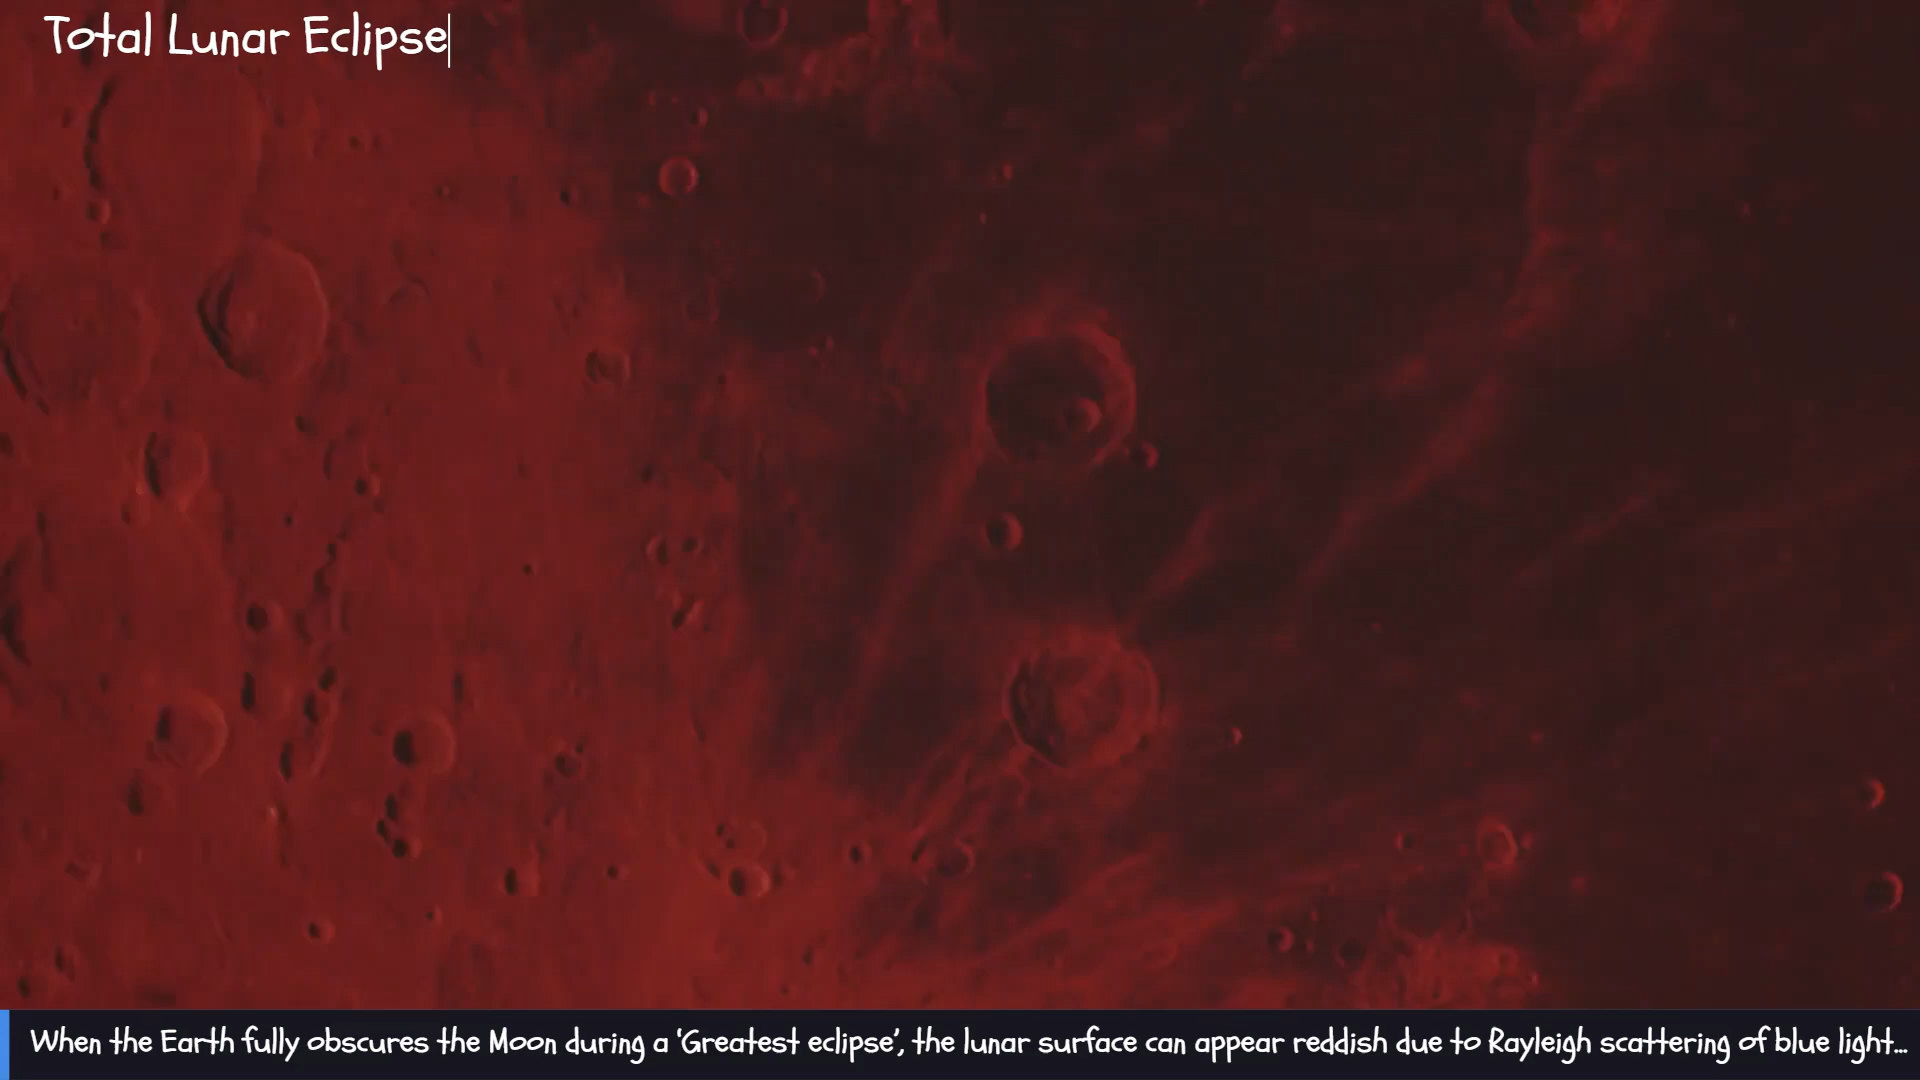 Total Lunar Eclipse
When the Earth fully obscures the Moon during a 'Greatest eclipse', the lunar surface can appear reddish due to Rayleigh scattering of blue light...